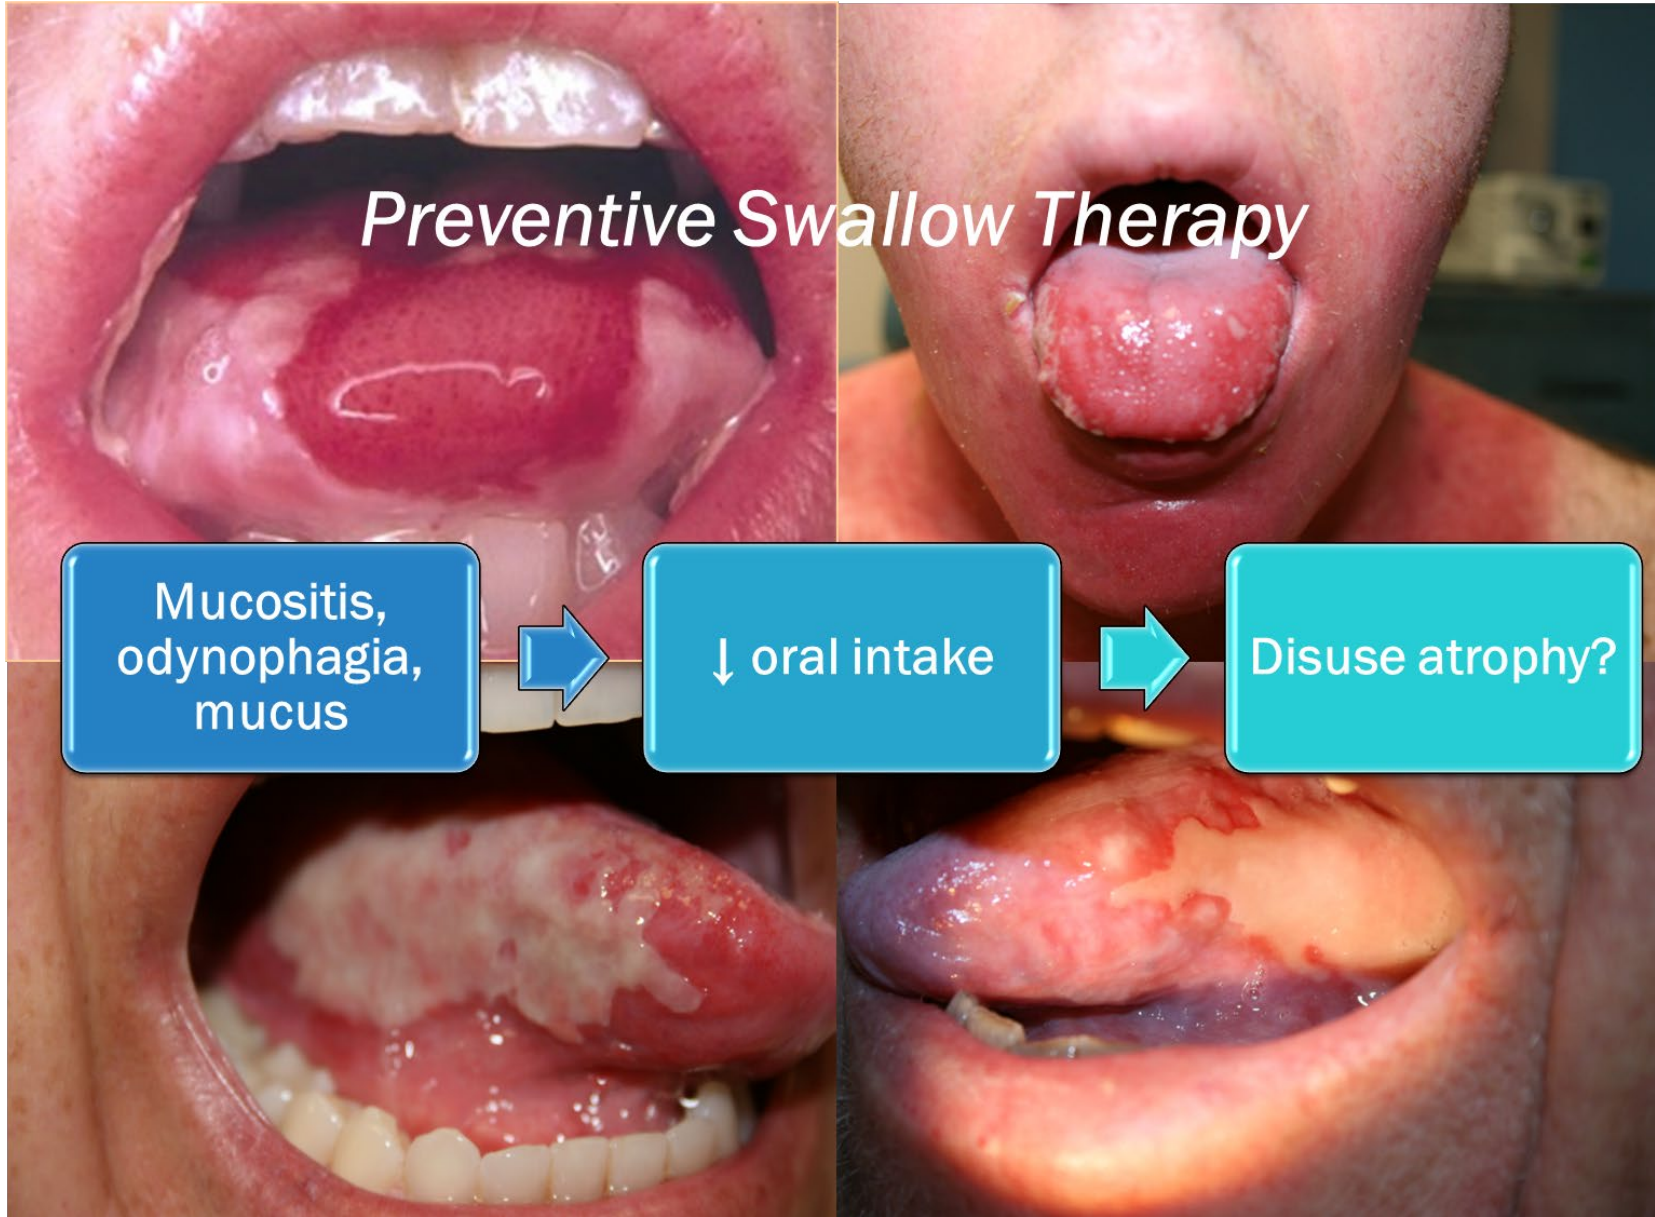 Preventive Swallow Therapy
Mucositis,
odynophagia,
mucus
↓ oral intake
Disuse atrophy?